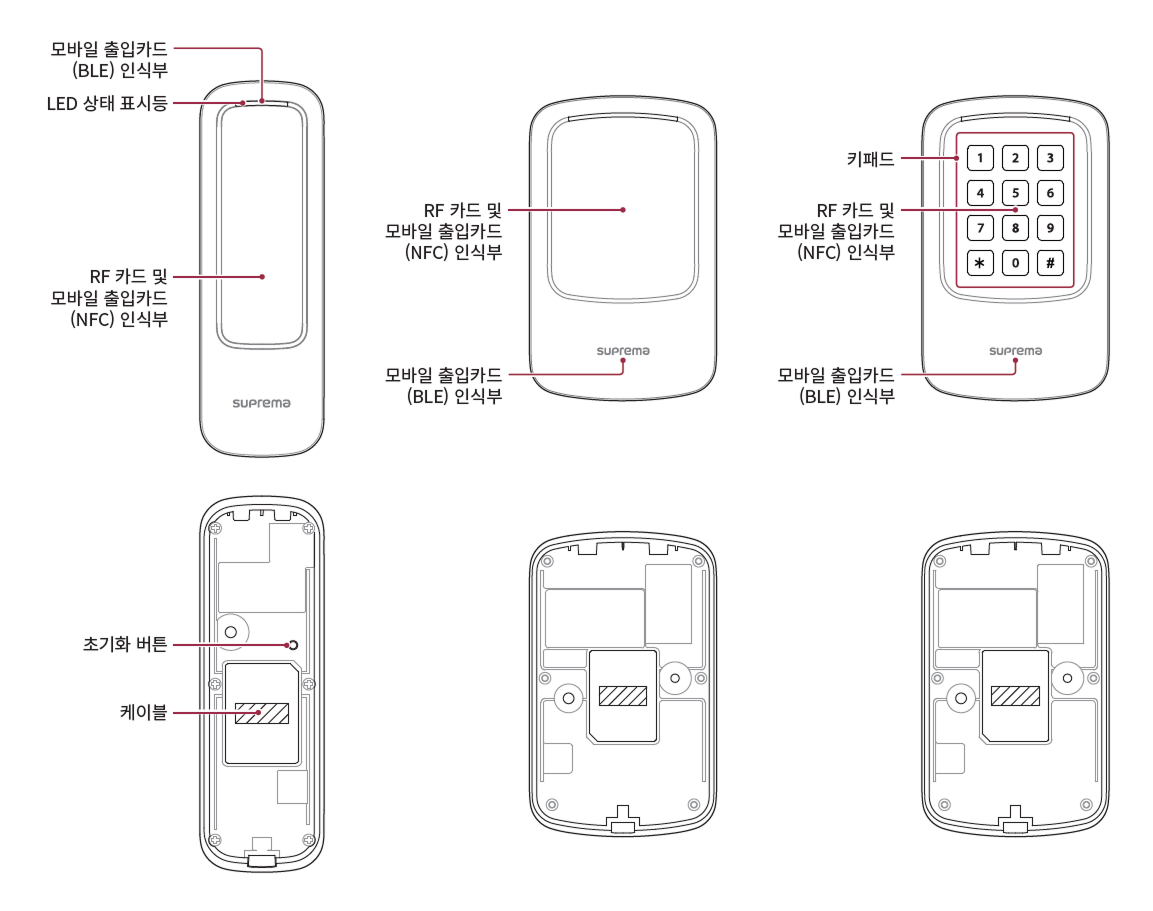 모바일 출입카드
(BLE) 인식부
LED 상태 표시등
RF 카드 및
모바일 출입카드
(NFC) 인식부
suprema
RF 카드 및
모바일 출입카드
(NFC) 인식부
suprema
모바일 출입카드
(BLE) 인식부
키패드
1 2 3
4 5 6
7 8 9
* 0 #
RF 카드 및
모바일 출입카드
(NFC) 인식부
suprema
모바일 출입카드
(BLE) 인식부
초기화 버튼
케이블